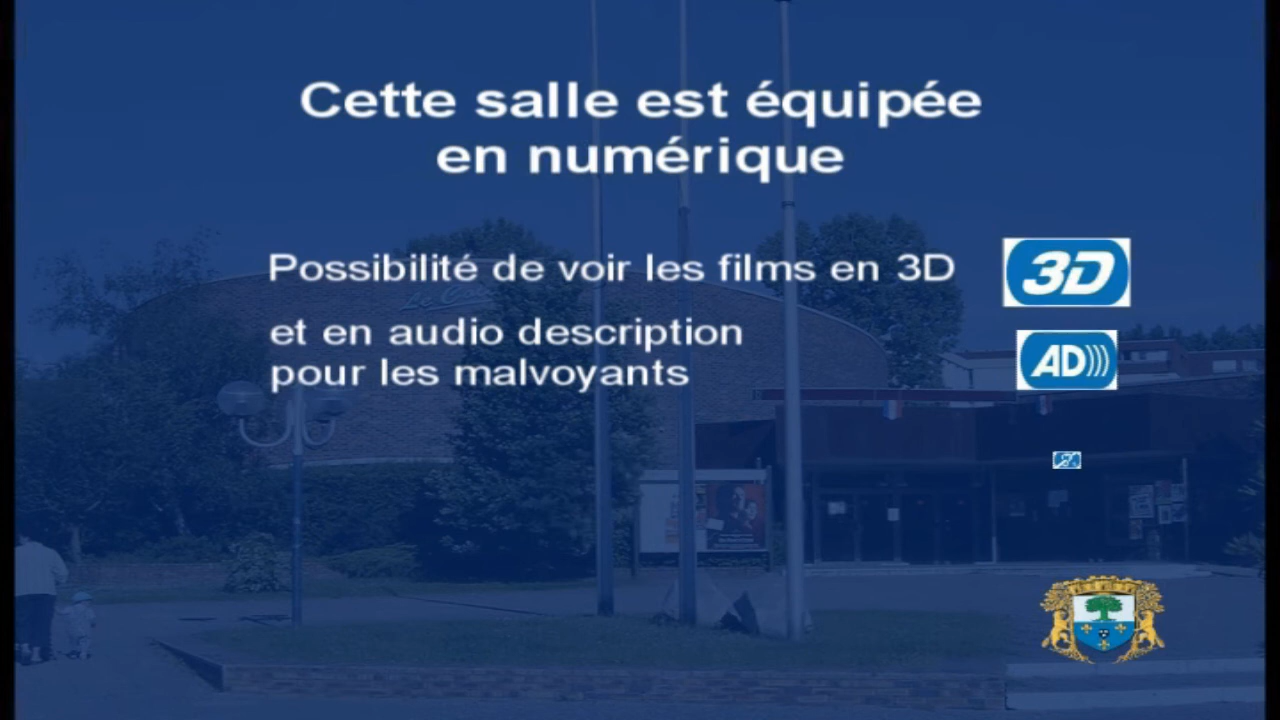 Cette salle est équipée
en numérique
Possibilité de voir les films en 3D
3D
et en audio description
pour les malvoyants
AD